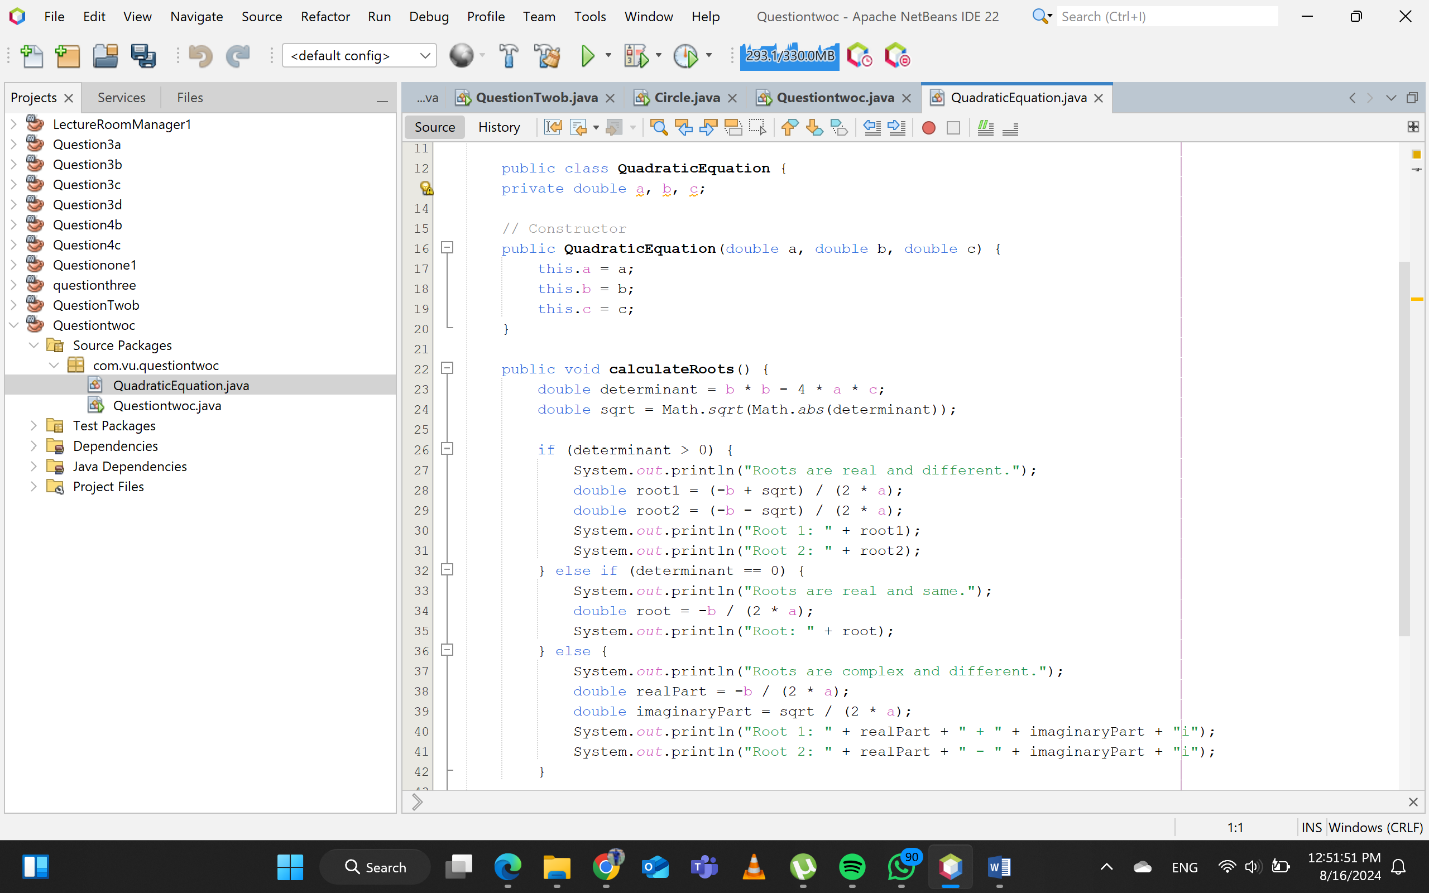 File Edit View Navigate Source Refactor Run Debug Profile Team Tools Window Help Questiontwoc - Apache NetBeans IDE 22 Search (Ctrl+I)
<default config> 293.1/330.0MB
Projects Services Files
...va QuestionTwob.java Circle.java Questiontwoc.java QuadraticEquation.java
Source History
LectureRoomManager1
Question3a
Question3b
Question3c
Question3d
Question4b
Question4c
Questionone1
questionthree
QuestionTwob
Questiontwoc
Source Packages
com.vu.questiontwoc
QuadraticEquation.java
Questiontwoc.java
Test Packages
Dependencies
Java Dependencies
Project Files
11
12 public class QuadraticEquation {
private double a, b, c;
14
15 // Constructor
16 public QuadraticEquation(double a, double b, double c) {
17 this.a = a;
18 this.b = b;
19 this.c = c;
20 }
21
22 public void calculateRoots() {
23 double determinant = b * b - 4 * a * c;
24 double sqrt = Math.sqrt(Math.abs(determinant));
25
26 if (determinant > 0) {
27 System.out.println("Roots are real and different.");
28 double root1 = (-b + sqrt) / (2 * a);
29 double root2 = (-b - sqrt) / (2 * a);
30 System.out.println("Root 1: " + root1);
31 System.out.println("Root 2: " + root2);
32 } else if (determinant == 0) {
33 System.out.println("Roots are real and same.");
34 double root = -b / (2 * a);
35 System.out.println("Root: " + root);
36 } else {
37 System.out.println("Roots are complex and different.");
38 double realPart = -b / (2 * a);
39 double imaginaryPart = sqrt / (2 * a);
40 System.out.println("Root 1: " + realPart + " + " + imaginaryPart + "i");
41 System.out.println("Root 2: " + realPart + " - " + imaginaryPart + "i");
42 }
1:1 INS Windows (CRLF)
Search 90 ENG 12:51:51 PM
8/16/2024